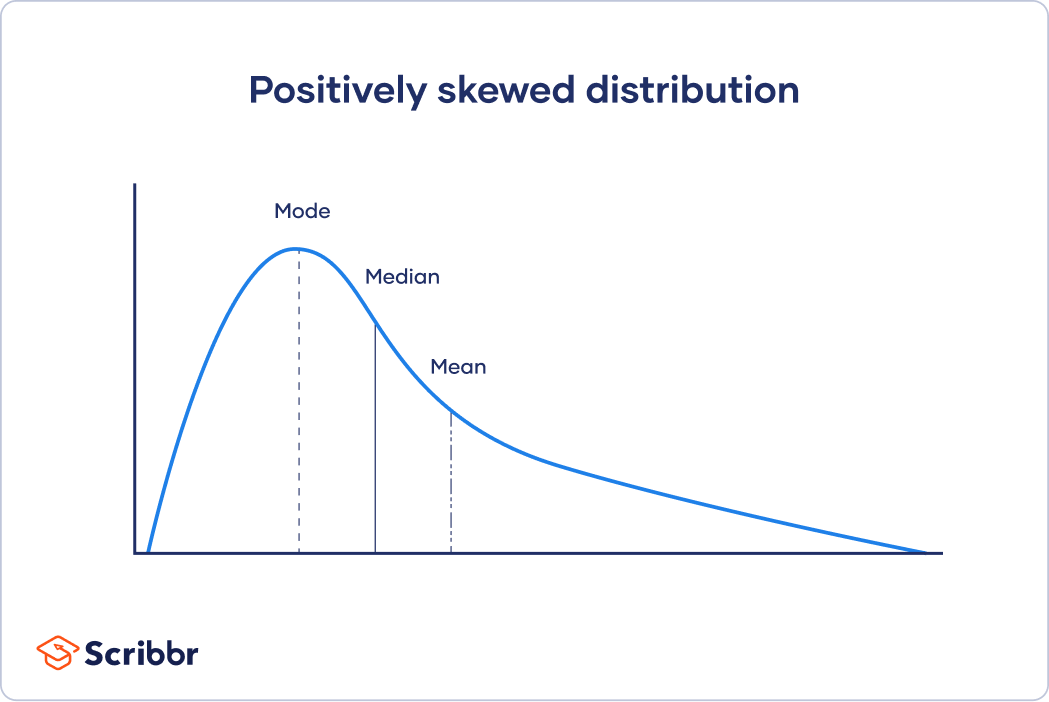 Positively skewed distribution
Mode
Median
Mean
Scribbr